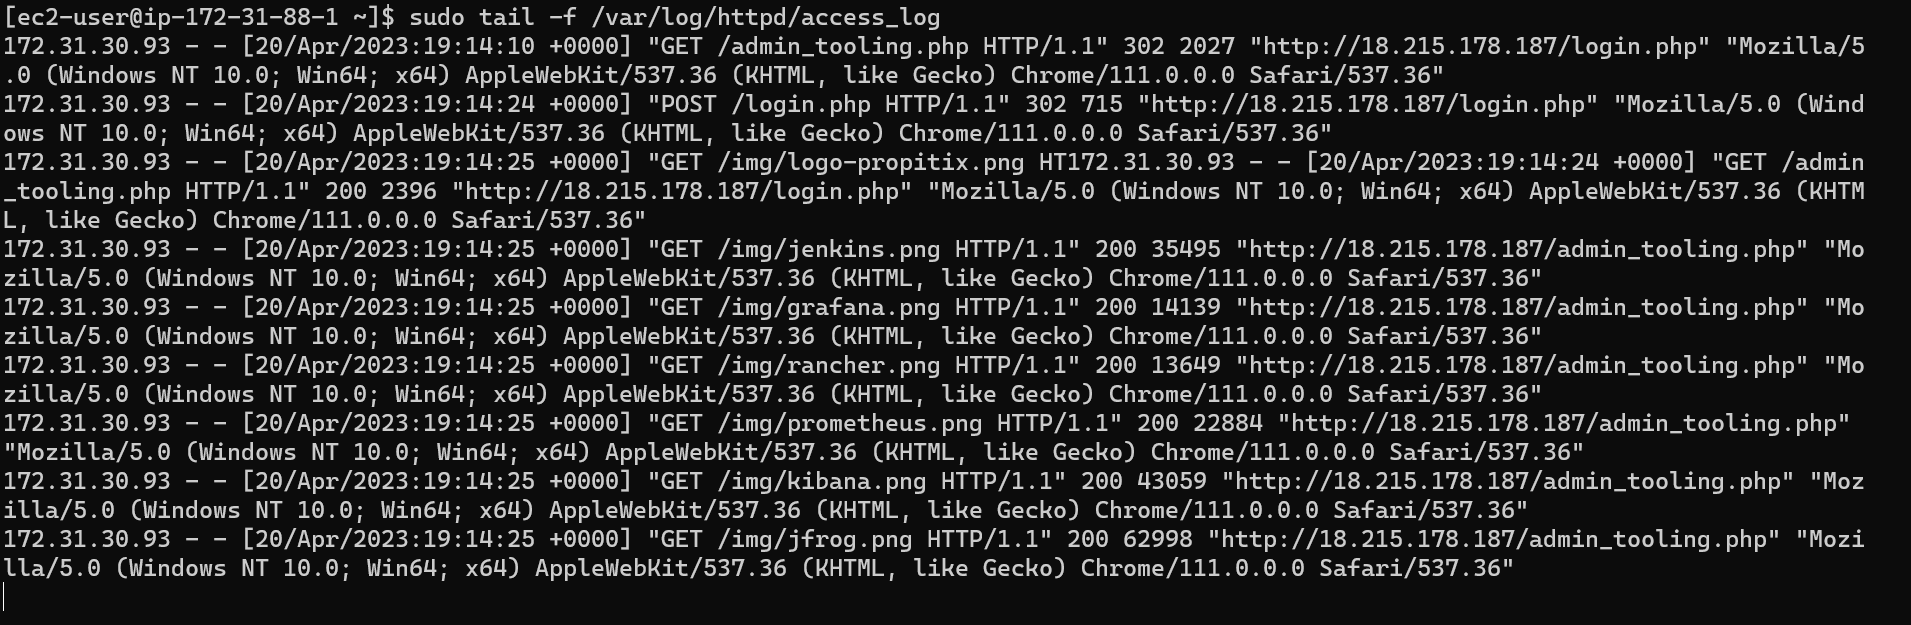 [ec2-user@ip-172-31-88-1 ~]$ sudo tail -f /var/log/httpd/access_log
172.31.30.93 - - [20/Apr/2023:19:14:10 +0000] "GET /admin_tooling.php HTTP/1.1" 302 2027 "http://18.215.178.187/login.php" "Mozilla/5
.0 (Windows NT 10.0; Win64; x64) AppleWebKit/537.36 (KHTML, like Gecko) Chrome/111.0.0.0 Safari/537.36"
172.31.30.93 - - [20/Apr/2023:19:14:24 +0000] "POST /login.php HTTP/1.1" 302 715 "http://18.215.178.187/login.php" "Mozilla/5.0 (Wind
ows NT 10.0; Win64; x64) AppleWebKit/537.36 (KHTML, like Gecko) Chrome/111.0.0.0 Safari/537.36"
172.31.30.93 - - [20/Apr/2023:19:14:25 +0000] "GET /img/logo-propitix.png HT172.31.30.93 - - [20/Apr/2023:19:14:24 +0000] "GET /admin
_tooling.php HTTP/1.1" 200 2396 "http://18.215.178.187/login.php" "Mozilla/5.0 (Windows NT 10.0; Win64; x64) AppleWebKit/537.36 (KHTM
L, like Gecko) Chrome/111.0.0.0 Safari/537.36"
172.31.30.93 - - [20/Apr/2023:19:14:25 +0000] "GET /img/jenkins.png HTTP/1.1" 200 35495 "http://18.215.178.187/admin_tooling.php" "Mo
zilla/5.0 (Windows NT 10.0; Win64; x64) AppleWebKit/537.36 (KHTML, like Gecko) Chrome/111.0.0.0 Safari/537.36"
172.31.30.93 - - [20/Apr/2023:19:14:25 +0000] "GET /img/grafana.png HTTP/1.1" 200 14139 "http://18.215.178.187/admin_tooling.php" "Mo
zilla/5.0 (Windows NT 10.0; Win64; x64) AppleWebKit/537.36 (KHTML, like Gecko) Chrome/111.0.0.0 Safari/537.36"
172.31.30.93 - - [20/Apr/2023:19:14:25 +0000] "GET /img/rancher.png HTTP/1.1" 200 13649 "http://18.215.178.187/admin_tooling.php" "Mo
zilla/5.0 (Windows NT 10.0; Win64; x64) AppleWebKit/537.36 (KHTML, like Gecko) Chrome/111.0.0.0 Safari/537.36"
172.31.30.93 - - [20/Apr/2023:19:14:25 +0000] "GET /img/prometheus.png HTTP/1.1" 200 22884 "http://18.215.178.187/admin_tooling.php"
"Mozilla/5.0 (Windows NT 10.0; Win64; x64) AppleWebKit/537.36 (KHTML, like Gecko) Chrome/111.0.0.0 Safari/537.36"
172.31.30.93 - - [20/Apr/2023:19:14:25 +0000] "GET /img/kibana.png HTTP/1.1" 200 43059 "http://18.215.178.187/admin_tooling.php" "Moz
illa/5.0 (Windows NT 10.0; Win64; x64) AppleWebKit/537.36 (KHTML, like Gecko) Chrome/111.0.0.0 Safari/537.36"
172.31.30.93 - - [20/Apr/2023:19:14:25 +0000] "GET /img/jfrog.png HTTP/1.1" 200 62998 "http://18.215.178.187/admin_tooling.php" "Mozi
lla/5.0 (Windows NT 10.0; Win64; x64) AppleWebKit/537.36 (KHTML, like Gecko) Chrome/111.0.0.0 Safari/537.36"